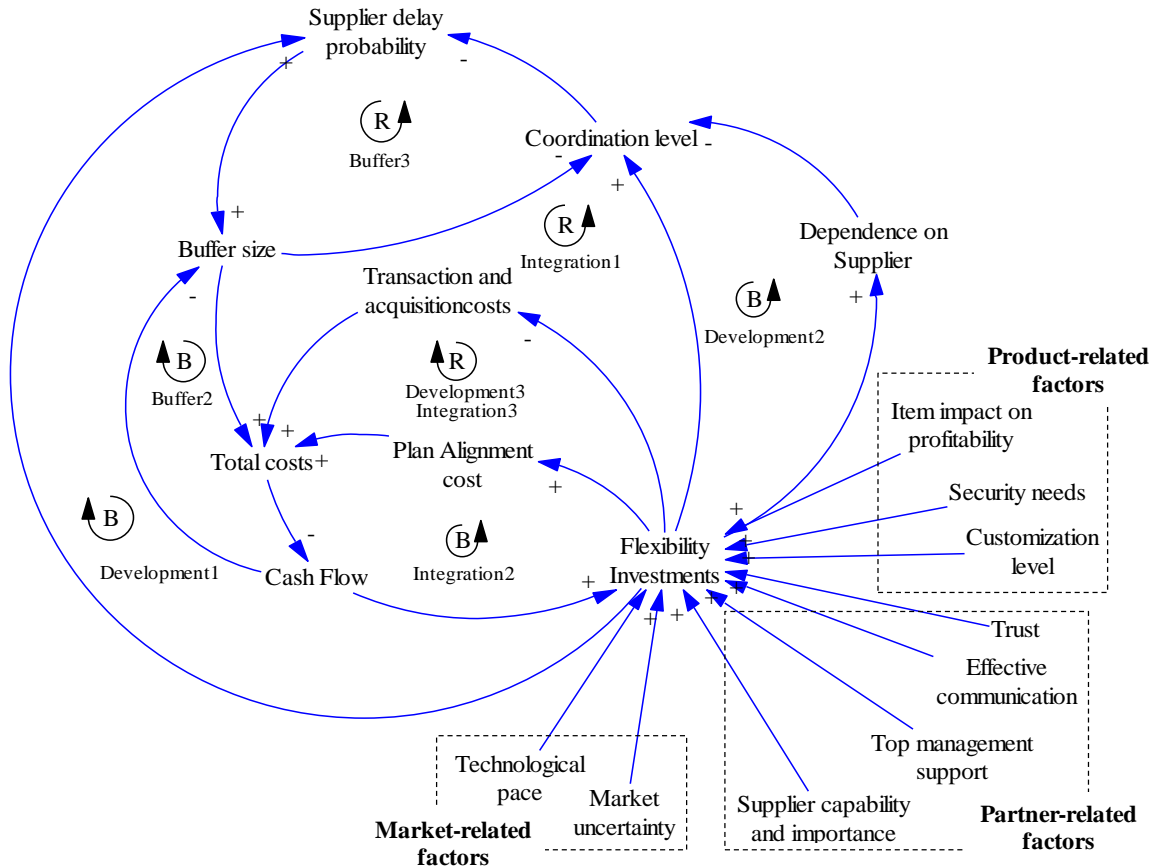 Supplier delay
probability
+
-
R
Buffer3
Coordination level
-
-
+
+
Buffer size
-
R
Integration1
Dependence on
Supplier
+
Transaction and
acquisitioncosts
-
B
Development2
B
Buffer2
R
Development3
Integration3
Product-related
factors
Item impact on
profitability
+
+
+
Total costs
Plan Alignment
cost
+
Security needs
Customization
level
B
Development1
-
Cash Flow
B
Integration2
+
Flexibility
Investments
+
+
+
+
+
+
+
Trust
Effective
communication
Top management
support
Supplier capability
and importance
Partner-related
factors
Technological
pace
Market
uncertainty
Market-related
factors